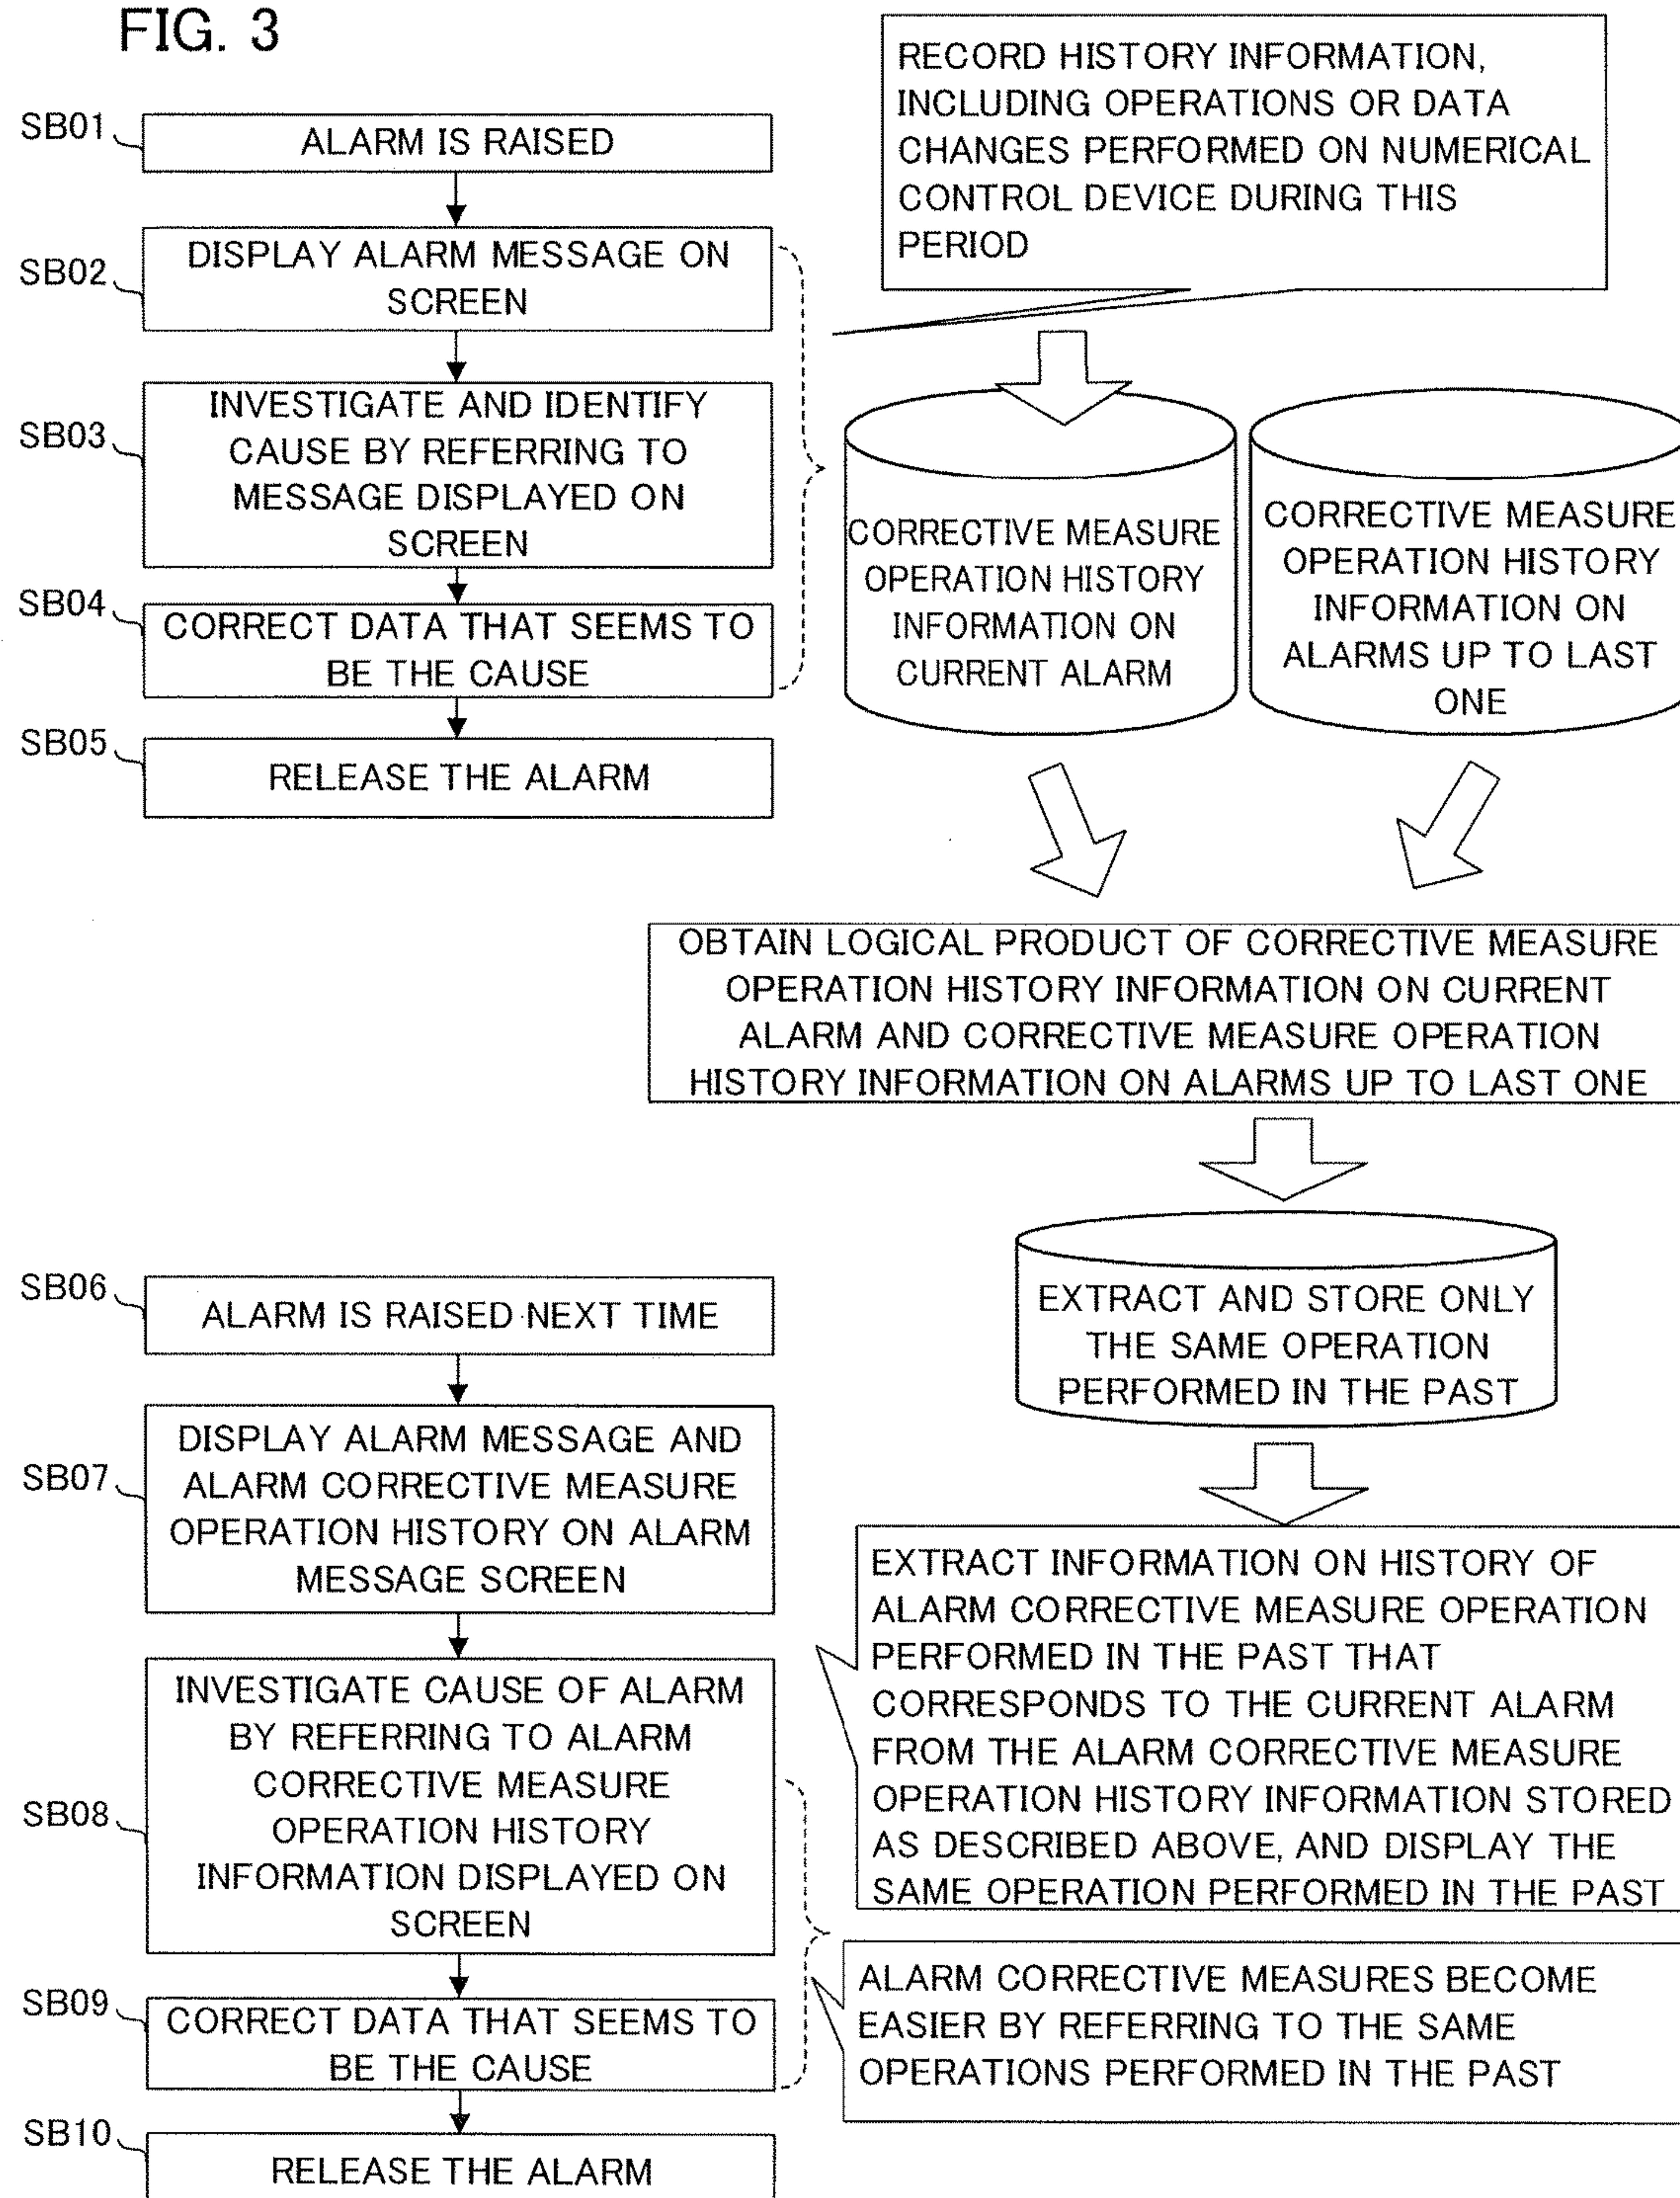 FIG. 3
SB01
ALARM IS RAISED
SB02
DISPLAY ALARM MESSAGE ON
SCREEN
SB03
INVESTIGATE AND IDENTIFY
CAUSE BY REFERRING TO
MESSAGE DISPLAYED ON
SCREEN
SB04
CORRECT DATA THAT SEEMS TO
BE THE CAUSE
SB05
RELEASE THE ALARM
RECORD HISTORY INFORMATION,
INCLUDING OPERATIONS OR DATA
CHANGES PERFORMED ON NUMERICAL
CONTROL DEVICE DURING THIS
PERIOD
CORRECTIVE MEASURE
OPERATION HISTORY
INFORMATION ON
CURRENT ALARM
CORRECTIVE MEASURE
OPERATION HISTORY
INFORMATION ON
ALARMS UP TO LAST
ONE
OBTAIN LOGICAL PRODUCT OF CORRECTIVE MEASURE
OPERATION HISTORY INFORMATION ON CURRENT
ALARM AND CORRECTIVE MEASURE OPERATION
HISTORY INFORMATION ON ALARMS UP TO LAST ONE
EXTRACT AND STORE ONLY
THE SAME OPERATION
PERFORMED IN THE PAST
SB06
ALARM IS RAISED NEXT TIME
SB07
DISPLAY ALARM MESSAGE AND
ALARM CORRECTIVE MEASURE
OPERATION HISTORY ON ALARM
MESSAGE SCREEN
SB08
INVESTIGATE CAUSE OF ALARM
BY REFERRING TO ALARM
CORRECTIVE MEASURE
OPERATION HISTORY
INFORMATION DISPLAYED ON
SCREEN
SB09
CORRECT DATA THAT SEEMS TO
BE THE CAUSE
SB10
RELEASE THE ALARM
EXTRACT INFORMATION ON HISTORY OF
ALARM CORRECTIVE MEASURE OPERATION
PERFORMED IN THE PAST THAT
CORRESPONDS TO THE CURRENT ALARM
FROM THE ALARM CORRECTIVE MEASURE
OPERATION HISTORY INFORMATION STORED
AS DESCRIBED ABOVE, AND DISPLAY THE
SAME OPERATION PERFORMED IN THE PAST
ALARM CORRECTIVE MEASURES BECOME
EASIER BY REFERRING TO THE SAME
OPERATIONS PERFORMED IN THE PAST